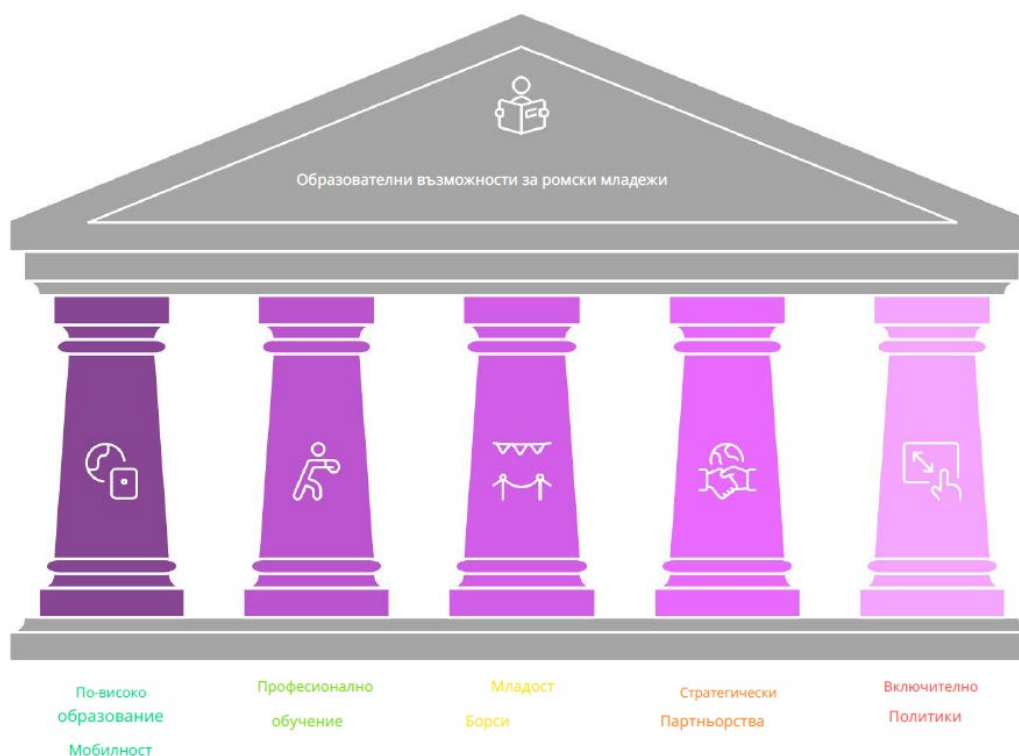 Образователни възможности за ромски младежи
По-високо
образование
Мобилност
Професионално
обучение
Младост
Борси
Стратегически
Партньорства
Включително
Политики